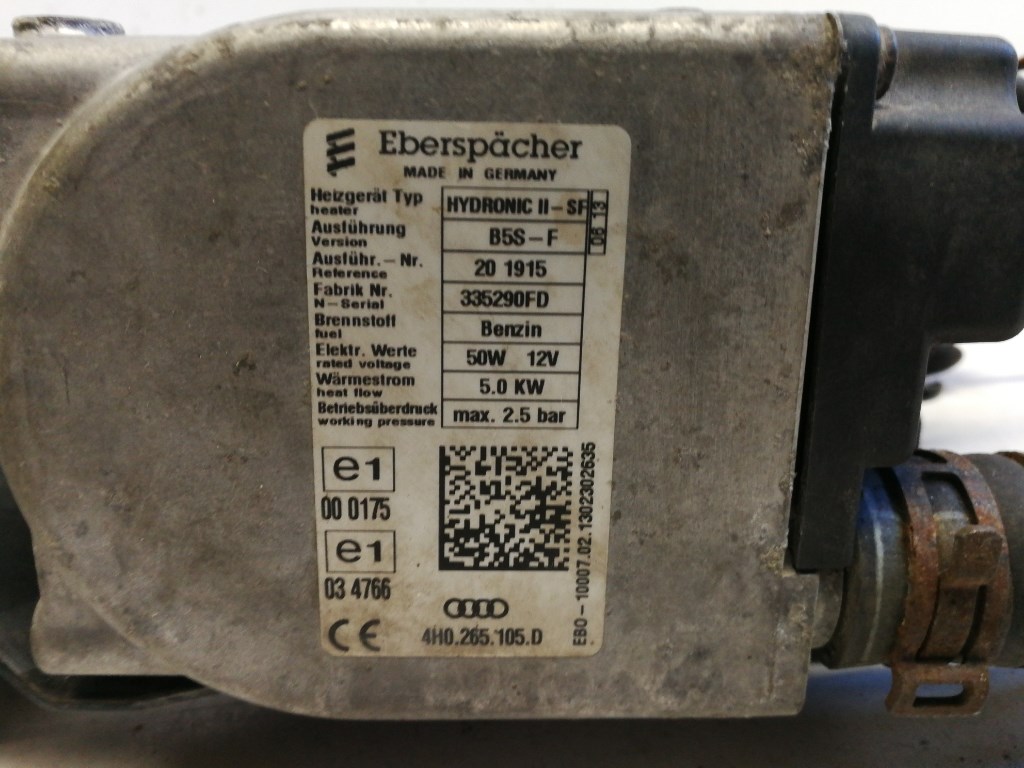 Eberspächer
MADE IN GERMANY
Heizgerät Typ
heater
HYDRONIC II-SF
08 13
Ausführung
Version
B5S-F
Ausführ.-Nr.
Reference
20 1915
Fabrik Nr.
N-Serial
335290FD
Brennstoff
fuel
Benzin
Elektr. Werte
rated voltage
50W 12V
Wärmestrom
heat flow
5.0 KW
Betriebsüberdruck
working pressure
max. 2.5 bar
e1
00 0175
e1
03 4766
CE
4H0.265.105.D
EBO-10007.02.1302302635